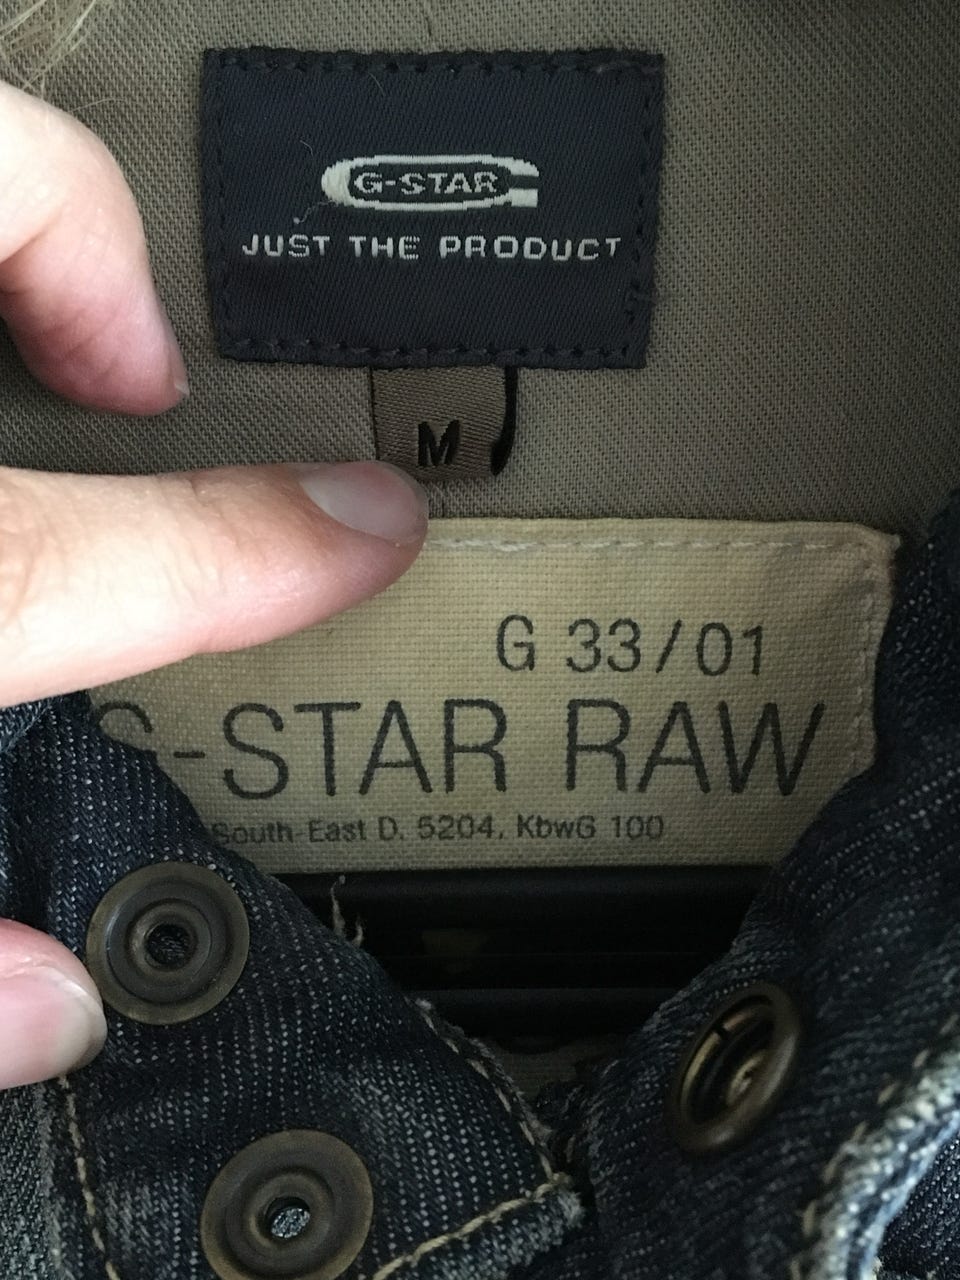 G-STAR
JUST THE PRODUCT
M
G 33/01
G-STAR RAW
South-East D. 5204, KbwG 100